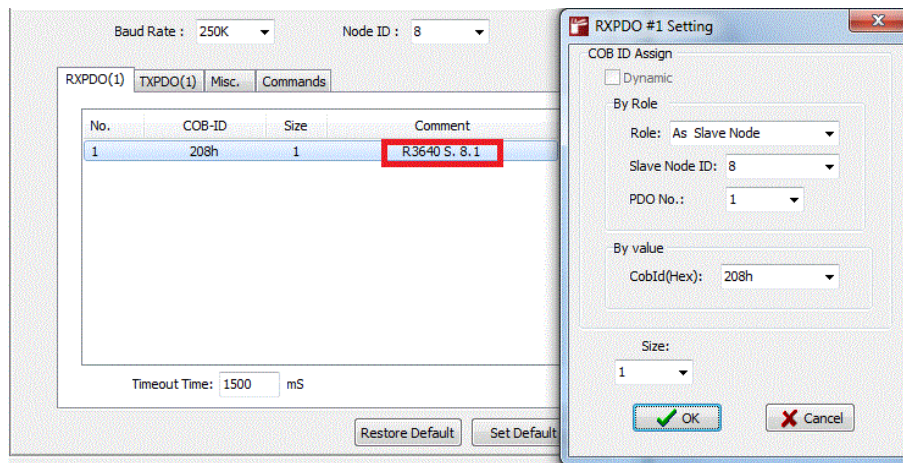 Baud Rate : 250K Node ID : 8
RXPDO(1) TXPDO(1) Misc. Commands
No. COB-ID Size Comment
1 208h 1 R3640 S. 8.1
Timeout Time: 1500 mS
Restore Default Set Default
RXPDO #1 Setting
COB ID Assign
Dynamic
By Role
Role: As Slave Node
Slave Node ID: 8
PDO No.: 1
By value
CobId(Hex): 208h
Size:
1
OK Cancel